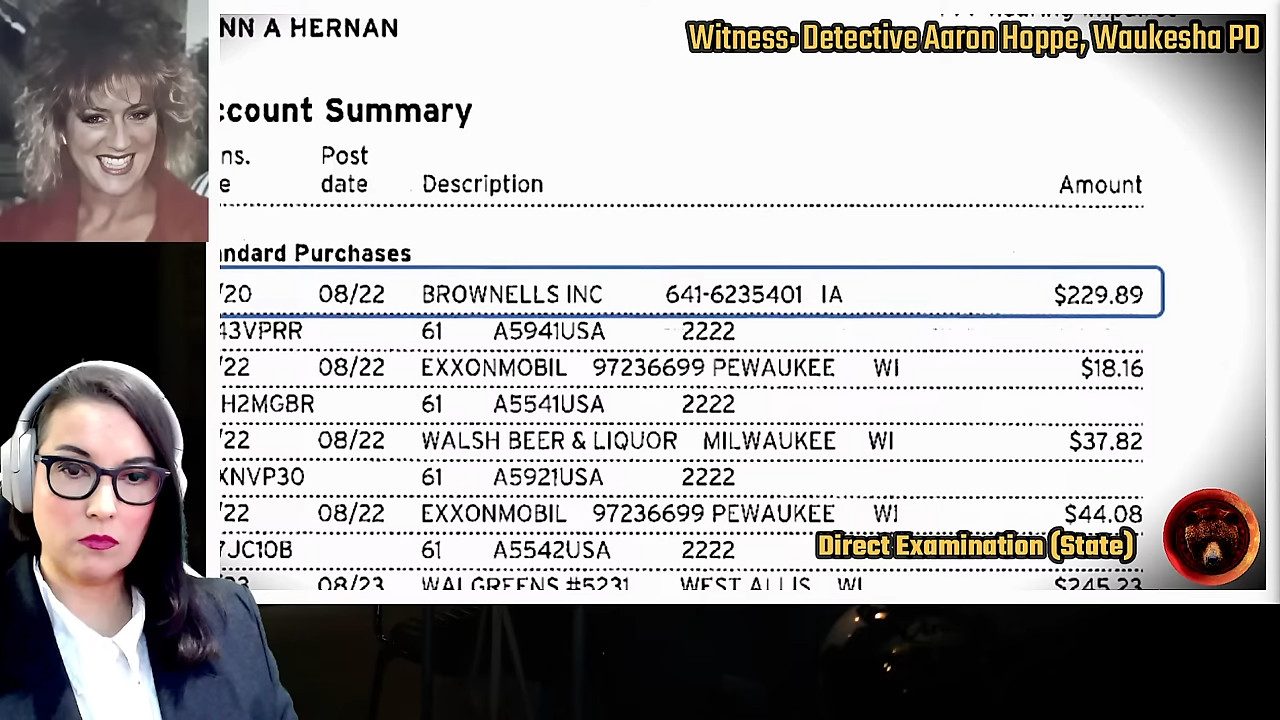 NN A HERNAN
Witness: Detective Aaron Hoppe, Waukesha PD
ccount Summary
ns. Post
e date Description Amount
ndard Purchases
/20 08/22 BROWNELLS INC 641-6235401 IA $229.89
43VPRR 61 A5941USA 2222
/22 08/22 EXXONMOBIL 97236699 PEWAUKEE WI $18.16
H2MGBR 61 A5541USA 2222
/22 08/22 WALSH BEER & LIQUOR MILWAUKEE WI $37.82
XNVP30 61 A5921USA 2222
/22 08/22 EXXONMOBIL 97236699 PEWAUKEE WI $44.08
7JC10B 61 A5542USA 2222
Direct Examination (State)
08/23 WALGREENS #5231 WEST ALLIS WI $245.23